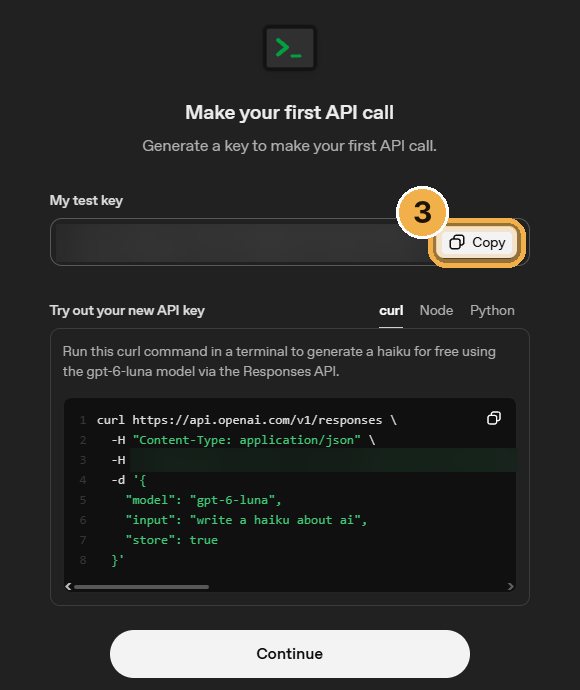 >_
Make your first API call
Generate a key to make your first API call.
My test key
3
Copy
Try out your new API key
curl Node Python
Run this curl command in a terminal to generate a haiku for free using
the gpt-6-luna model via the Responses API.
1 curl https://api.openai.com/v1/responses \
2 -H "Content-Type: application/json" \
3 -H
4 -d '{
5 "model": "gpt-6-luna",
6 "input": "write a haiku about ai",
7 "store": true
8 }'
Continue